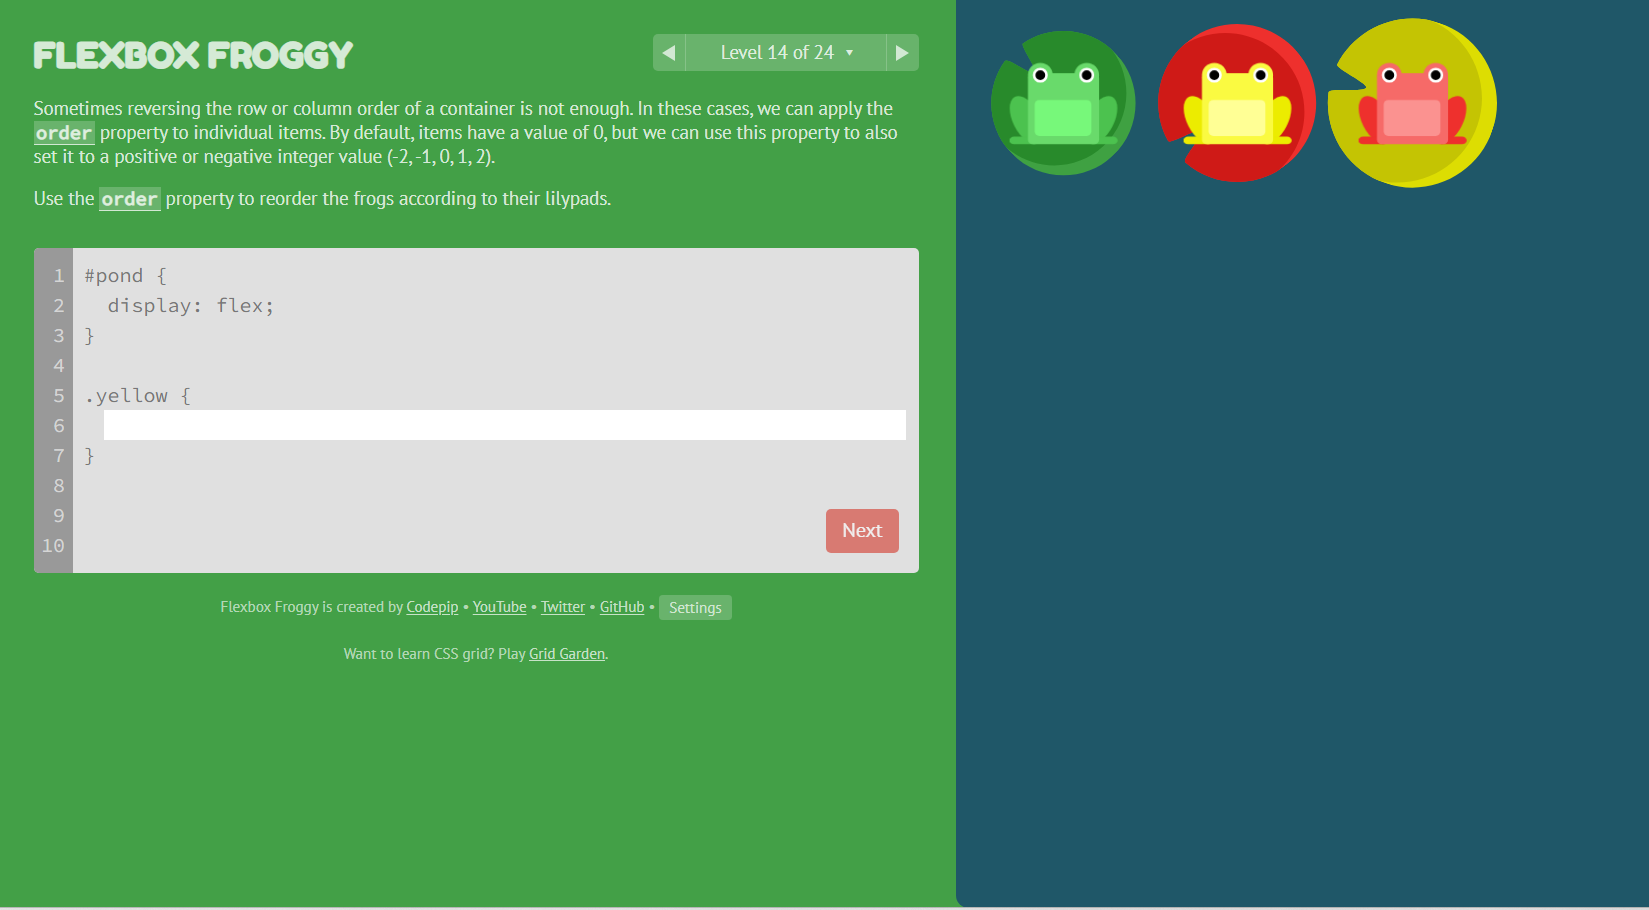 FLEXBOX FROGGY
Level 14 of 24
Sometimes reversing the row or column order of a container is not enough. In these cases, we can apply the
order property to individual items. By default, items have a value of 0, but we can use this property to also
set it to a positive or negative integer value (-2, -1, 0, 1, 2).
Use the order property to reorder the frogs according to their lilypads.
1 #pond {
2 display: flex;
3 }
4
5 .yellow {
6
7 }
8
9
10
Next
Flexbox Froggy is created by Codepip • YouTube • Twitter • GitHub • Settings
Want to learn CSS grid? Play Grid Garden.